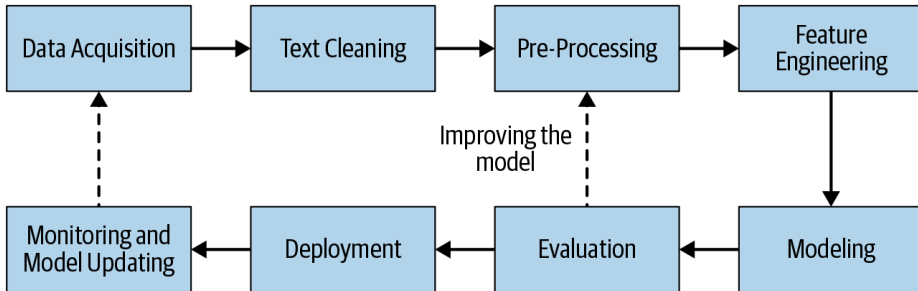 Data Acquisition
Text Cleaning
Pre-Processing
Feature
Engineering
Improving the
model
Monitoring and
Model Updating
Deployment
Evaluation
Modeling